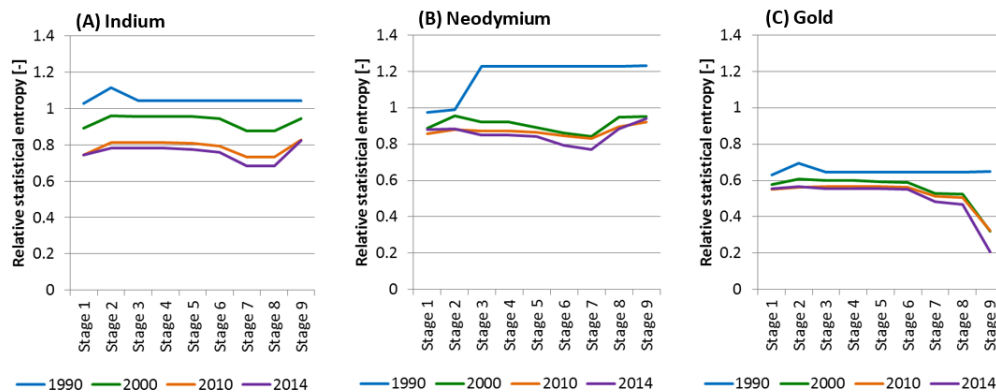 (A) Indium
Relative statistical entropy [-]
1.4
1.2
1
0.8
0.6
0.4
0.2
0
Stage 1
Stage 2
Stage 3
Stage 4
Stage 5
Stage 6
Stage 7
Stage 8
Stage 9
1990 2000 2010 2014
(B) Neodymium
Relative statistical entropy [-]
1.4
1.2
1
0.8
0.6
0.4
0.2
0
Stage 1
Stage 2
Stage 3
Stage 4
Stage 5
Stage 6
Stage 7
Stage 8
Stage 9
1990 2000 2010 2014
(C) Gold
Relative statistical entropy [-]
1.4
1.2
1
0.8
0.6
0.4
0.2
0
Stage 1
Stage 2
Stage 3
Stage 4
Stage 5
Stage 6
Stage 7
Stage 8
Stage 9
1990 2000 2010 2014